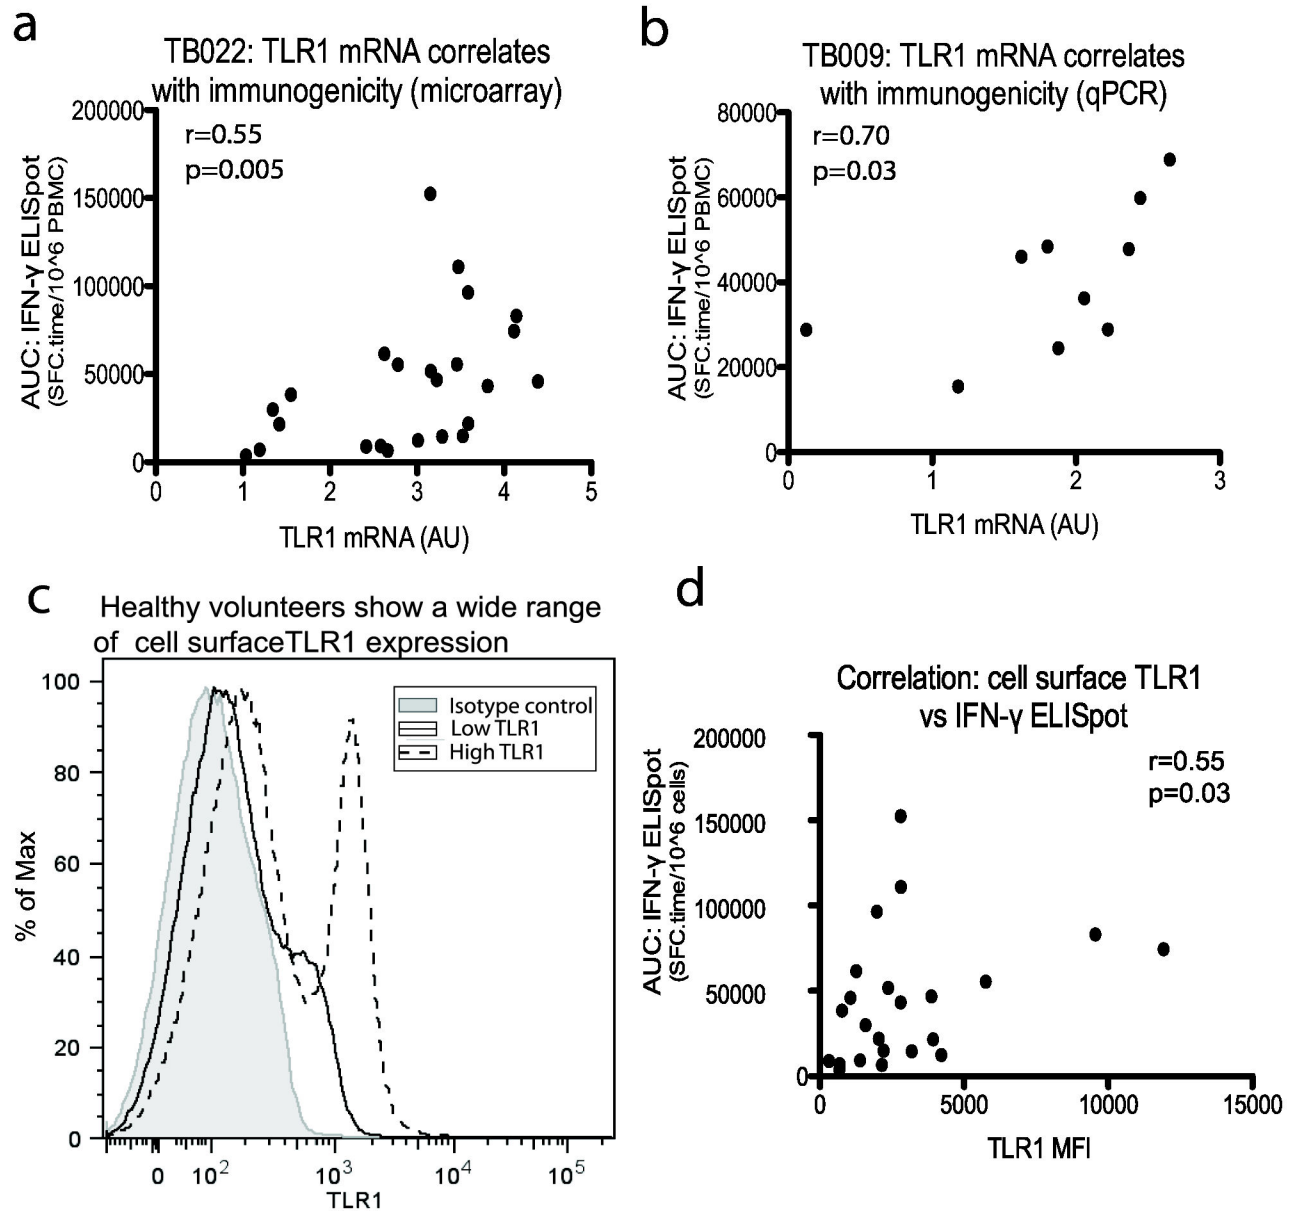 a
TB022: TLR1 mRNA correlates
with immunogenicity (microarray)
200000
150000
100000
50000
0
AUC: IFN-γ ELISpot
(SFC.time/10^6 PBMC)
r=0.55
p=0.005
0 1 2 3 4 5
TLR1 mRNA (AU)
b
TB009: TLR1 mRNA correlates
with immunogenicity (qPCR)
80000
60000
40000
20000
0
AUC: IFN-γ ELISpot
(SFC.time/10^6 PBMC)
r=0.70
p=0.03
0 1 2 3
TLR1 mRNA (AU)
c
Healthy volunteers show a wide range
of cell surfaceTLR1 expression
100
80
60
40
20
0
% of Max
Isotype control
Low TLR1
High TLR1
0 10^2 10^3 10^4 10^5
TLR1
d
Correlation: cell surface TLR1
vs IFN-γ ELISpot
200000
150000
100000
50000
0
AUC: IFN-γ ELISpot
(SFC.time/10^6 cells)
r=0.55
p=0.03
0 5000 10000 15000
TLR1 MFI